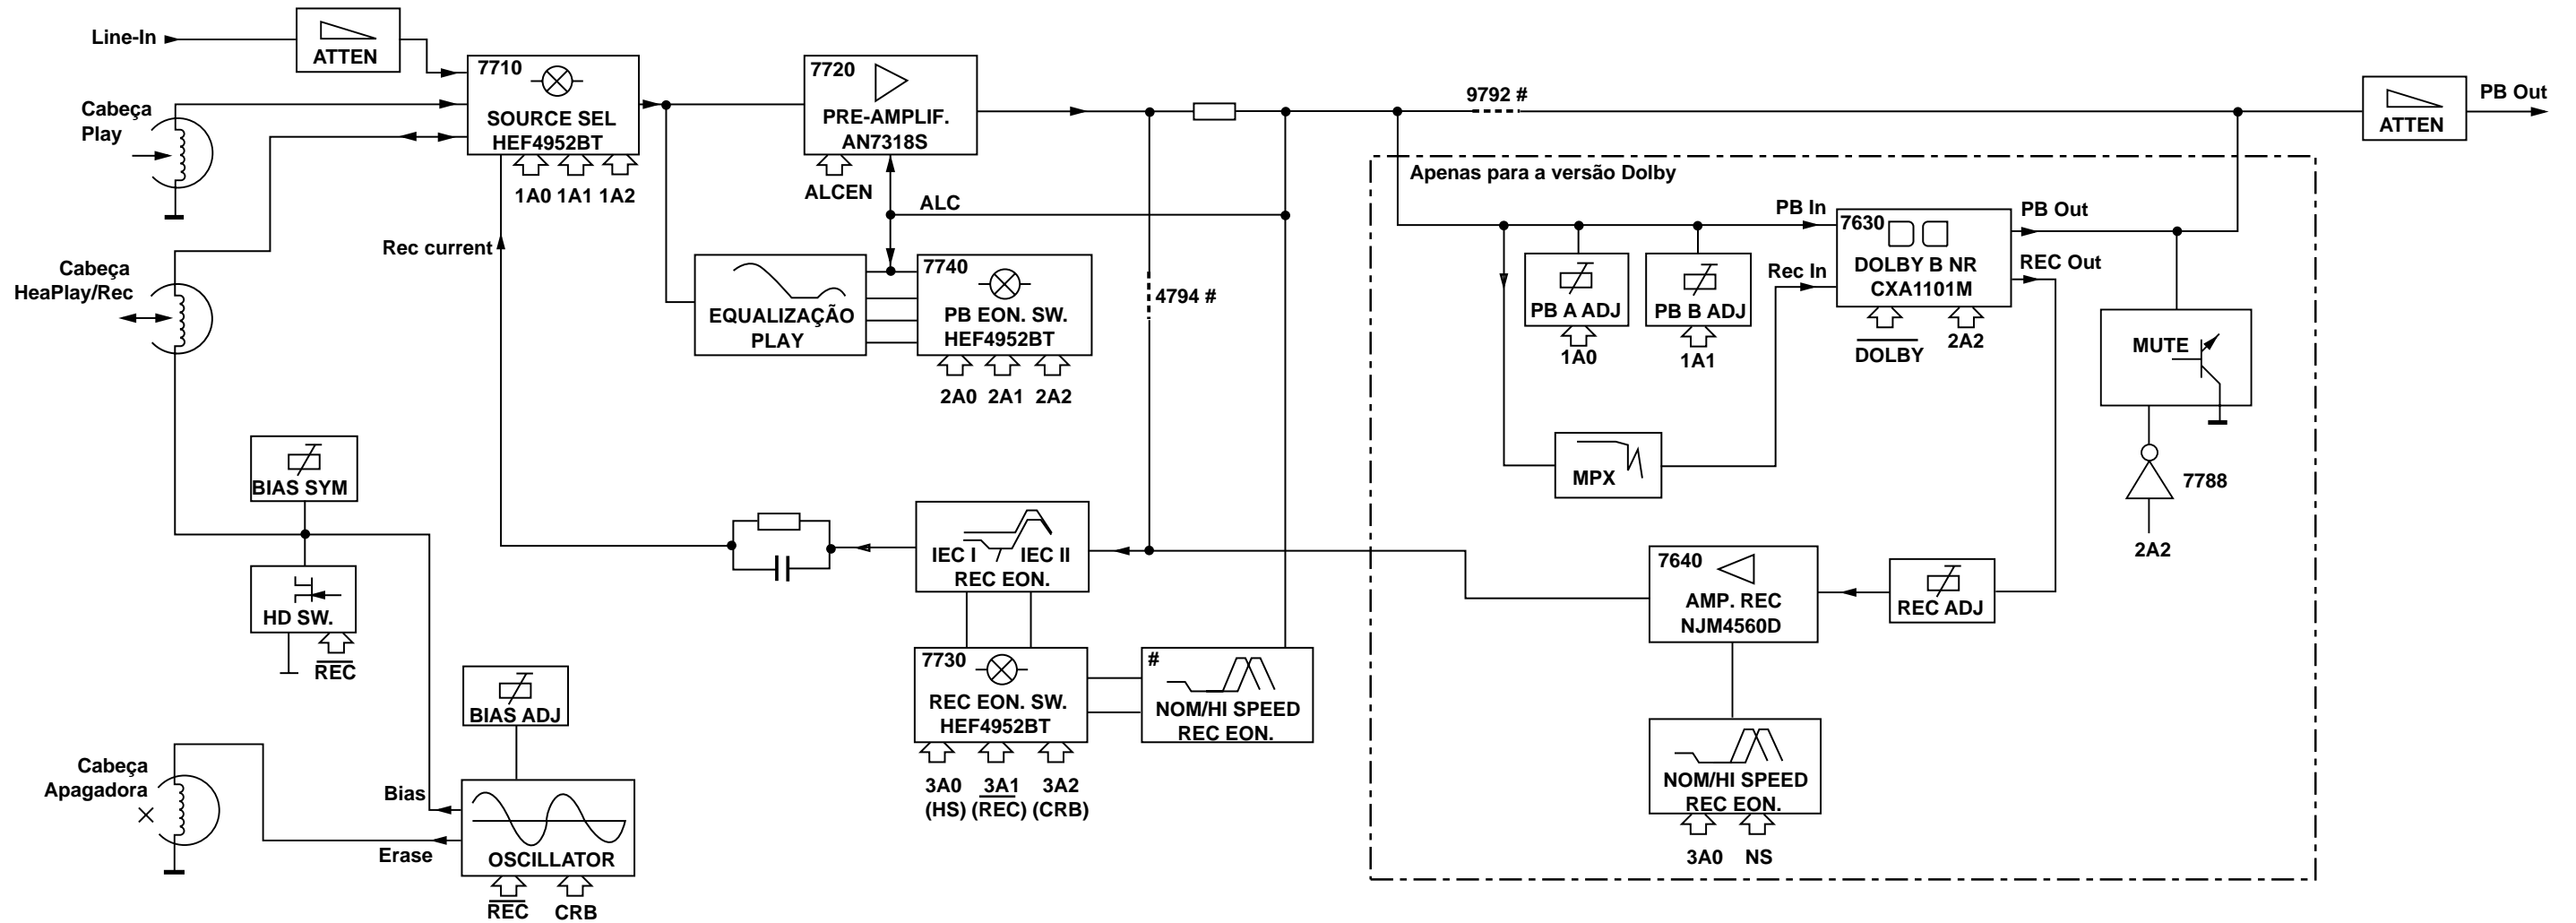 Line-In
ATTEN
7710
SOURCE SEL
HEF4952BT
1A0 1A1 1A2
Cabeça
Play
Cabeça
HeaPlay/Rec
Rec current
7720
PRE-AMPLIF.
AN7318S
ALCEN
ALC
EQUALIZAÇÃO
PLAY
7740
PB EON. SW.
HEF4952BT
2A0 2A1 2A2
4794 #
9792 #
ATTEN
PB Out
Apenas para a versão Dolby
PB In
Rec In
7630
DOLBY B NR
CXA1101M
PB Out
REC Out
DOLBY
2A2
PB A ADJ
1A0
PB B ADJ
1A1
MPX
MUTE
7788
2A2
BIAS SYM
HD SW.
REC
BIAS ADJ
Cabeça
Apagadora
Bias
Erase
OSCILLATOR
REC CRB
IEC I IEC II
REC EON.
7730
REC EON. SW.
HEF4952BT
3A0 3A1 3A2
(HS) (REC) (CRB)
#
NOM/HI SPEED
REC EON.
7640
AMP. REC
NJM4560D
REC ADJ
NOM/HI SPEED
REC EON.
3A0 NS